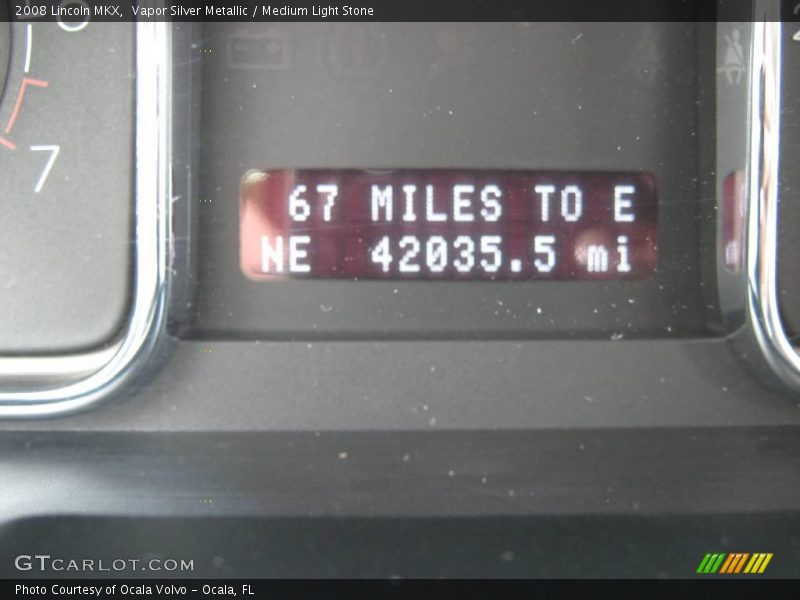 2008 Lincoln MKX, Vapor Silver Metallic / Medium Light Stone
7
67 MILES TO E
NE 42035.5 mi
GTCARLOT.COM
Photo Courtesy of Ocala Volvo - Ocala, FL